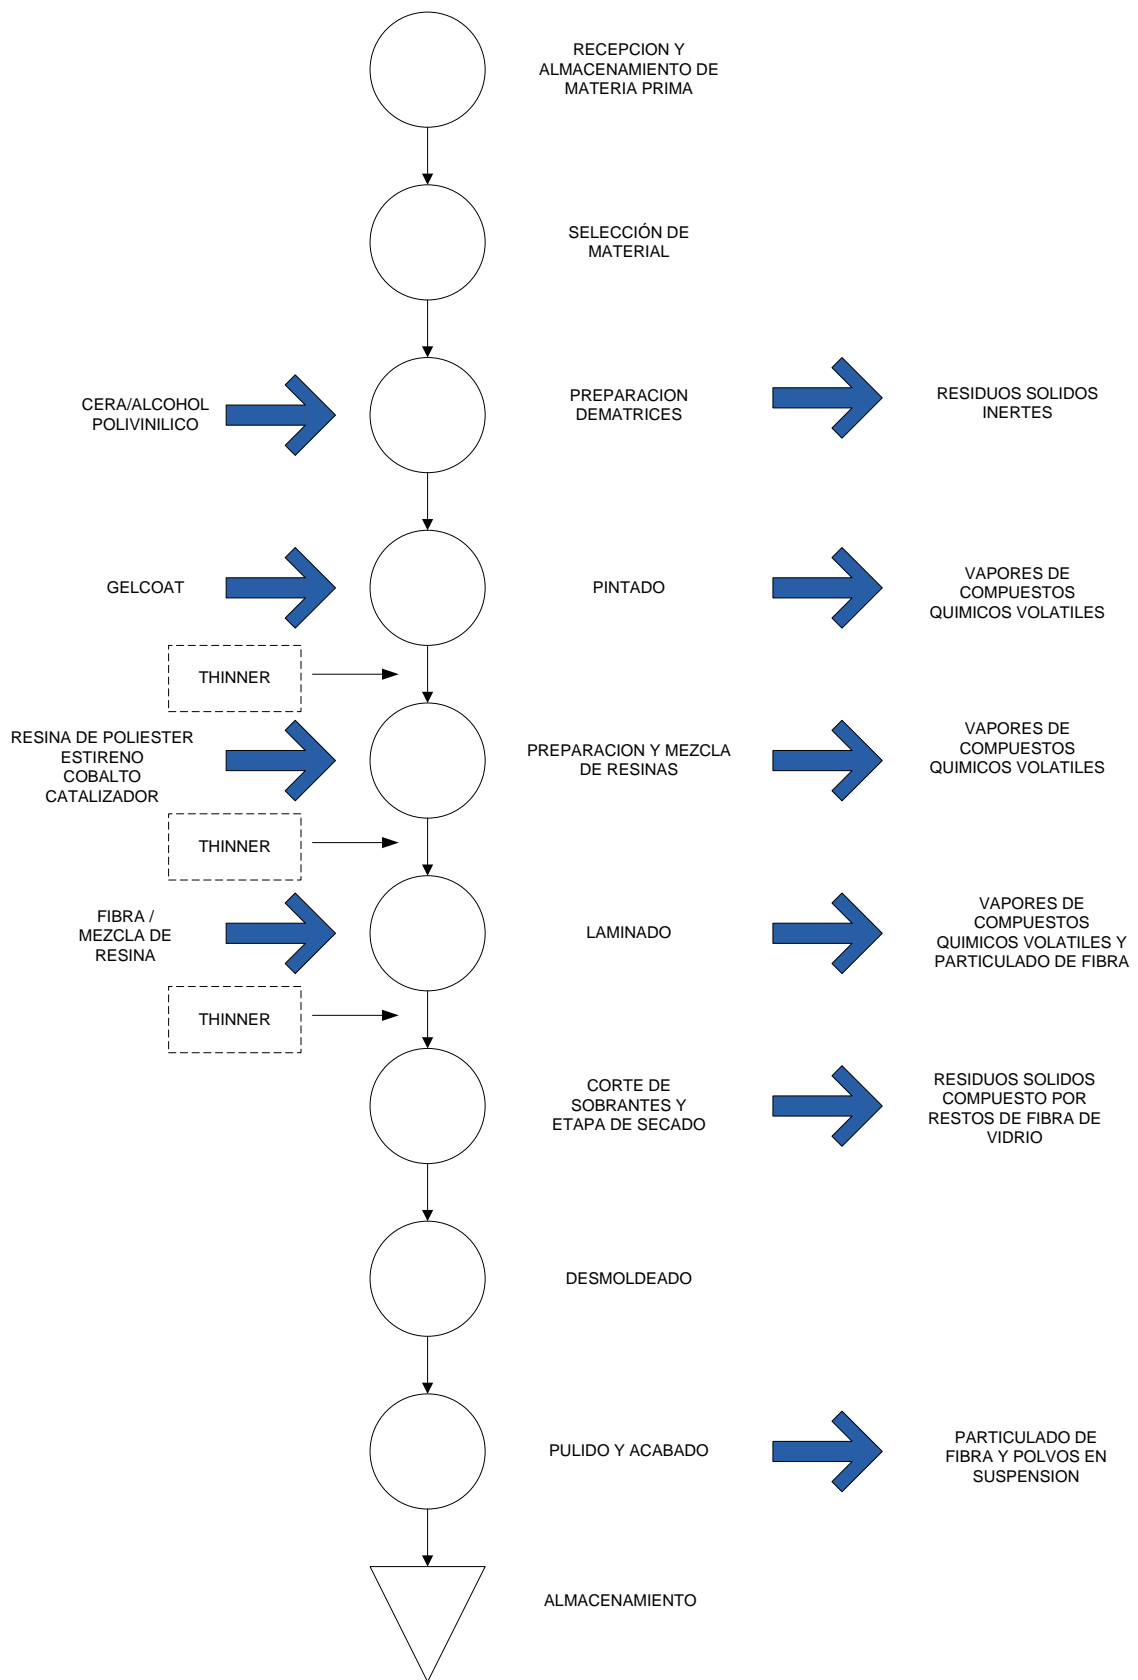 RECEPCION Y
ALMACENAMIENTO DE
MATERIA PRIMA
SELECCIÓN DE
MATERIAL
CERA/ALCOHOL
POLIVINILICO
PREPARACION
DEMATRICES
RESIDUOS SOLIDOS
INERTES
GELCOAT
PINTADO
VAPORES DE
COMPUESTOS
QUIMICOS VOLATILES
THINNER
RESINA DE POLIESTER
ESTIRENO
COBALTO
CATALIZADOR
PREPARACION Y MEZCLA
DE RESINAS
VAPORES DE
COMPUESTOS
QUIMICOS VOLATILES
THINNER
FIBRA /
MEZCLA DE
RESINA
LAMINADO
VAPORES DE
COMPUESTOS
QUIMICOS VOLATILES Y
PARTICULADO DE FIBRA
THINNER
CORTE DE
SOBRANTES Y
ETAPA DE SECADO
RESIDUOS SOLIDOS
COMPUESTO POR
RESTOS DE FIBRA DE
VIDRIO
DESMOLDEADO
PULIDO Y ACABADO
PARTICULADO DE
FIBRA Y POLVOS EN
SUSPENSION
ALMACENAMIENTO